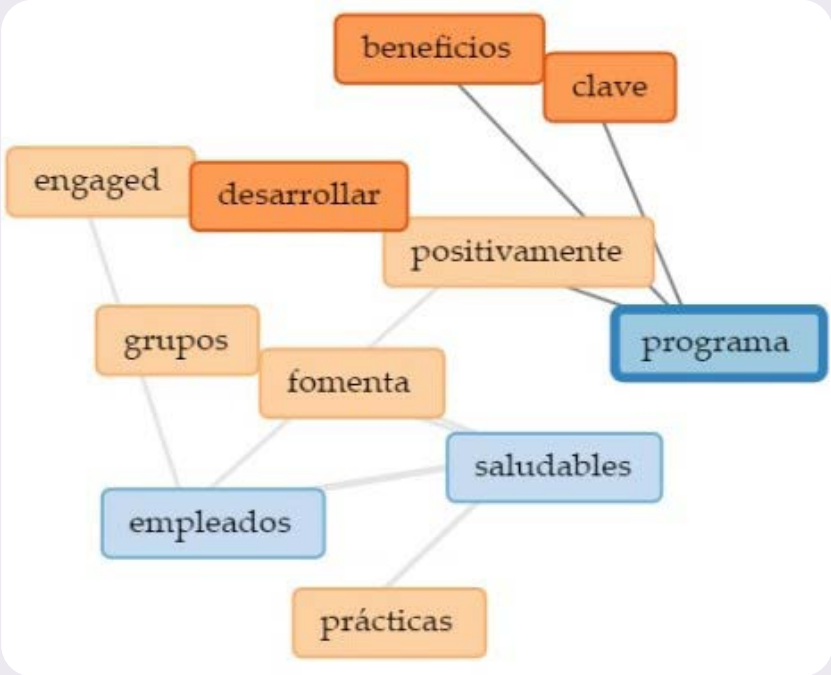 beneficios
clave
engaged
desarrollar
positivamente
grupos
programa
fomenta
saludables
empleados
prácticas